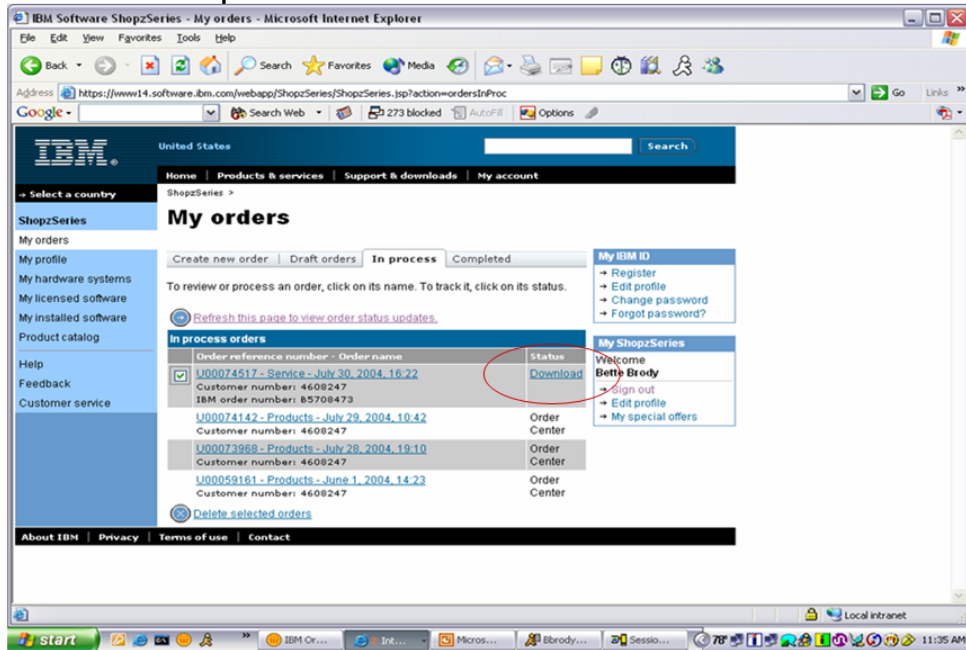 IBM Software ShopzSeries - My orders - Microsoft Internet Explorer
File Edit View Favorites Tools Help
Back Search Favorites Media
Address https://www14.software.ibm.com/webapp/ShopzSeries/ShopzSeries.jsp?action=ordersInProc Go Links »
Google Search Web 273 blocked AutoFill Options
IBM®
United States
Search
Home | Products & services | Support & downloads | My account
→ Select a country
ShopzSeries >
ShopzSeries
My orders
My profile
My hardware systems
My licensed software
My installed software
Product catalog
Help
Feedback
Customer service
My orders
Create new order | Draft orders | In process | Completed
To review or process an order, click on its name. To track it, click on its status.
Refresh this page to view order status updates.
In process orders
Order reference number - Order name Status
U00074517 - Service - July 30, 2004, 16:22 Download
Customer number: 4608247
IBM order number: B5708473
U00074142 - Products - July 29, 2004, 10:42 Order Center
Customer number: 4608247
U00073968 - Products - July 28, 2004, 19:10 Order Center
Customer number: 4608247
U00059161 - Products - June 1, 2004, 14:23 Order Center
Customer number: 4608247
Delete selected orders
My IBM ID
→ Register
→ Edit profile
→ Change password
→ Forgot password?
My ShopzSeries
Welcome
Bette Brody
→ Sign out
→ Edit profile
→ My special offers
About IBM | Privacy | Terms of use | Contact
Local intranet
start » IBM Or... Int... Micros... Bbrody... Sessio... 78° 11:35 AM